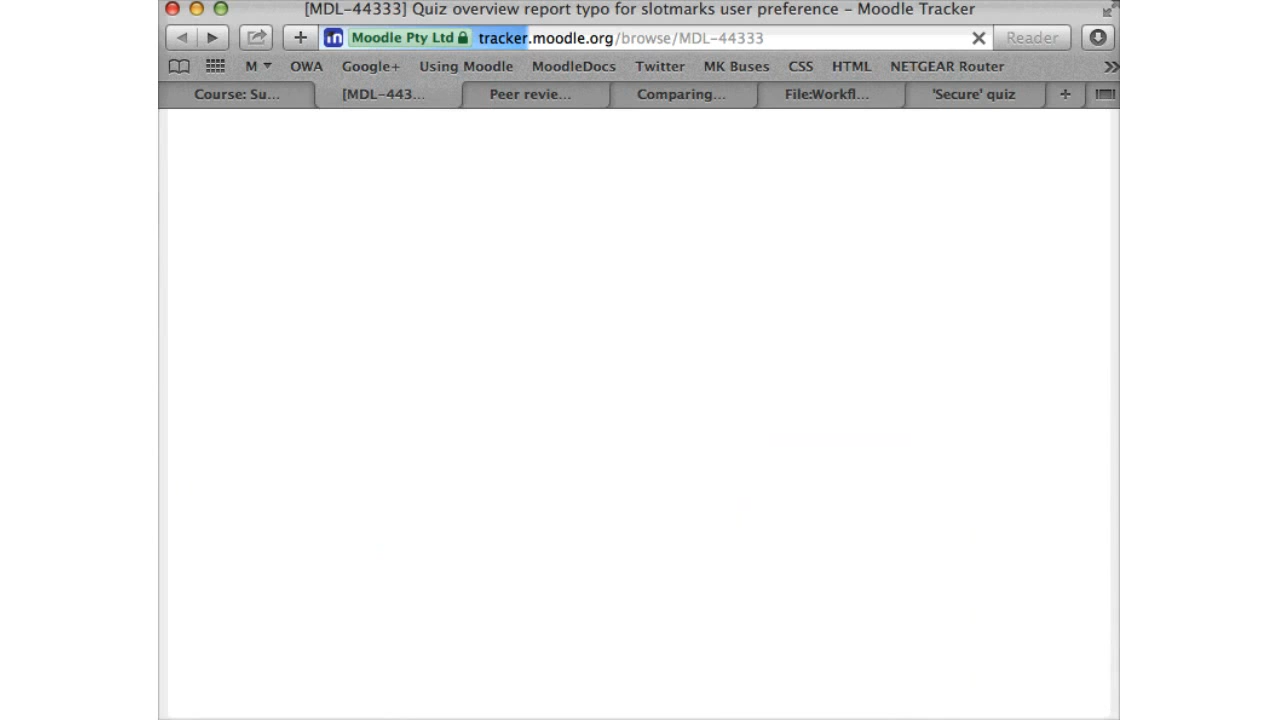 [MDL-44333] Quiz overview report typo for slotmarks user preference – Moodle Tracker
Moodle Pty Ltd tracker.moodle.org/browse/MDL-44333 Reader
M OWA Google+ Using Moodle MoodleDocs Twitter MK Buses CSS HTML NETGEAR Router
Course: Su... [MDL-443... Peer revie... Comparing... File:Workfl... 'Secure' quiz